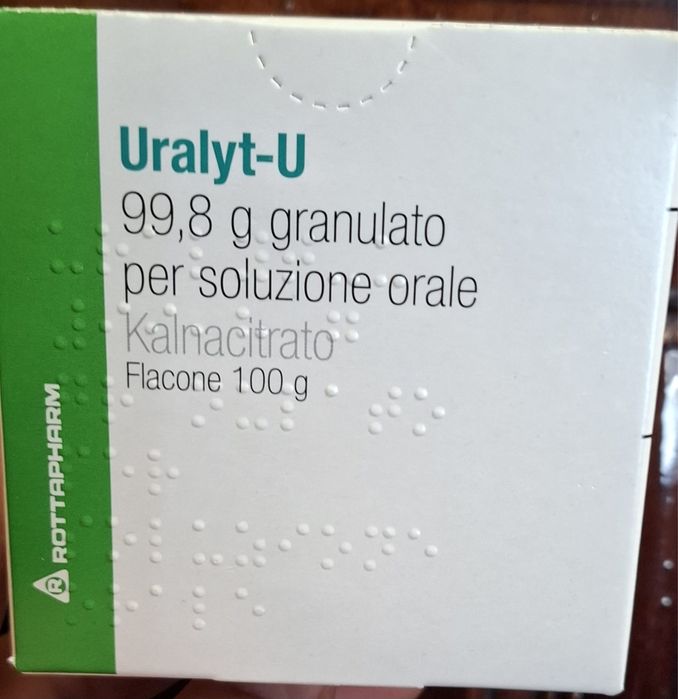 Uralyt-U
99,8 g granulato
per soluzione orale
Kalnacitrato
Flacone 100 g
R ROTTAPHARM